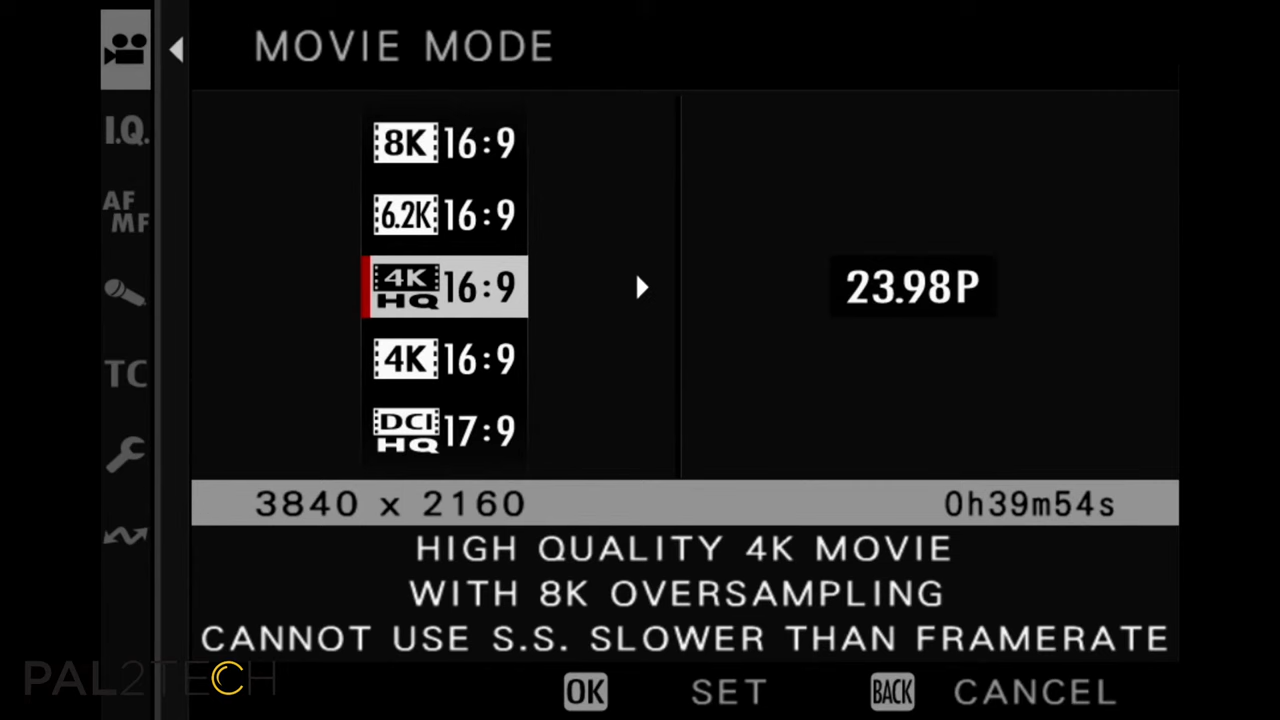 MOVIE MODE
I.Q.
AF
MF
TC
8K 16:9
6.2K 16:9
4K HQ 16:9
4K 16:9
DCI HQ 17:9
23.98P
3840 x 2160 0h39m54s
HIGH QUALITY 4K MOVIE
WITH 8K OVERSAMPLING
CANNOT USE S.S. SLOWER THAN FRAMERATE
PAL2TECH
OK SET BACK CANCEL